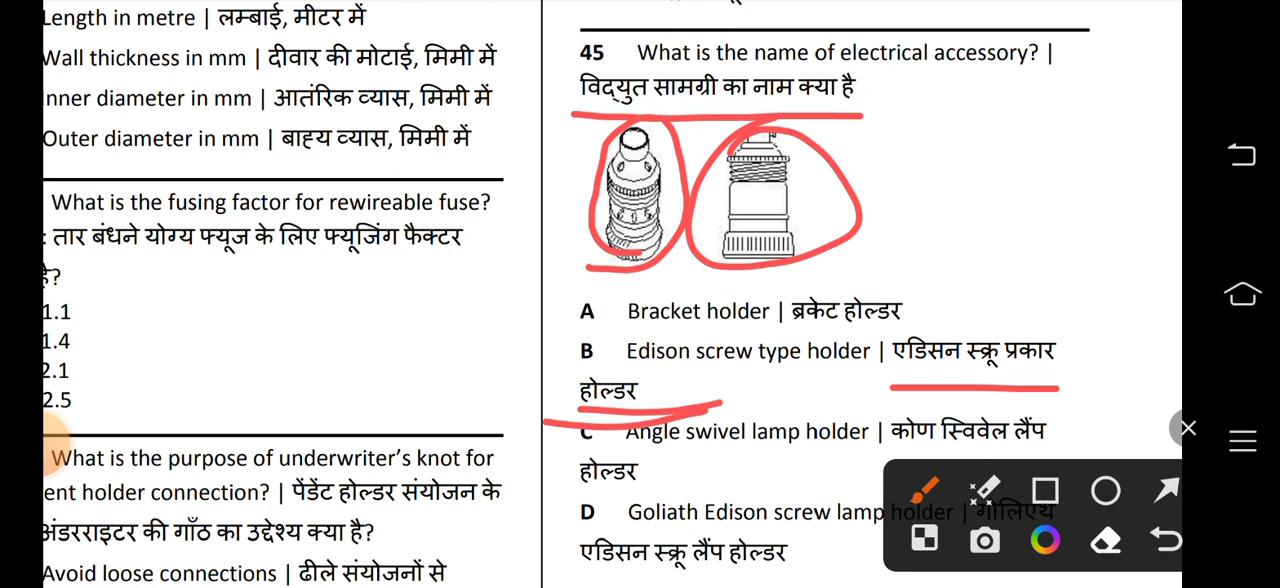 Length in metre | लम्बाई, मीटर में
Wall thickness in mm | दीवार की मोटाई, मिमी में
nner diameter in mm | आतंरिक व्यास, मिमी में
Outer diameter in mm | बाह्य व्यास, मिमी में
What is the fusing factor for rewireable fuse?
: तार बंधने योग्य फ्यूज के लिए फ्यूजिंग फैक्टर
है?
1.1
1.4
2.1
2.5
What is the purpose of underwriter's knot for
ent holder connection? | पेंडेंट होल्डर संयोजन के
अंडरराइटर की गाँठ का उद्देश्य क्या है?
Avoid loose connections | ढीले संयोजनों से
45 What is the name of electrical accessory? |
विद्युत सामग्री का नाम क्या है
A Bracket holder | ब्रकेट होल्डर
B Edison screw type holder | एडिसन स्क्रू प्रकार
होल्डर
C Angle swivel lamp holder | कोण स्विवेल लैंप
होल्डर
D Goliath Edison screw lamp holder | गोलिएथ
एडिसन स्क्रू लैंप होल्डर